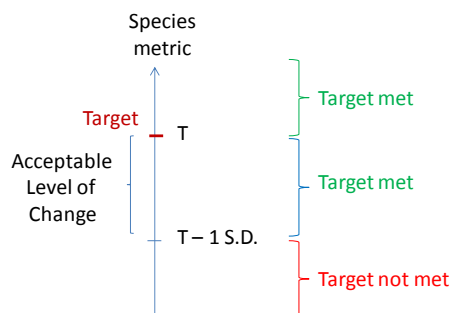 Species
metric
Target met
Target
T
Acceptable
Level of
Change
Target met
T – 1 S.D.
Target not met